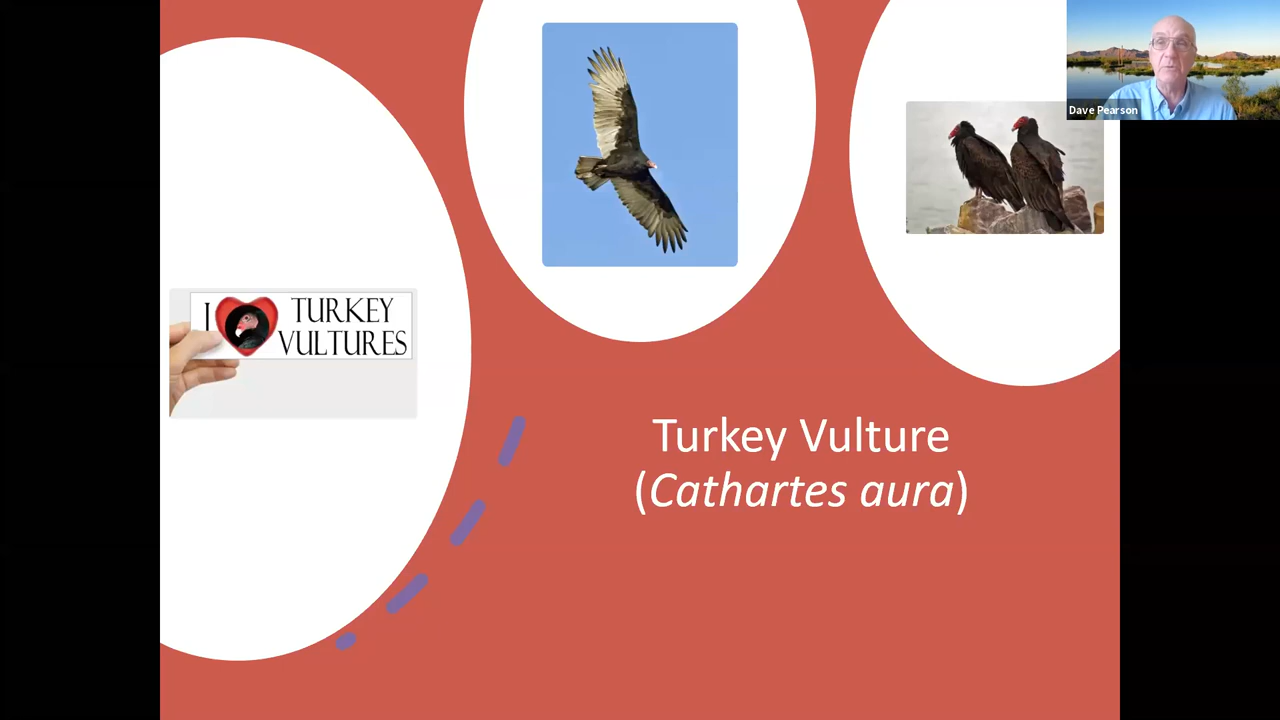 Dave Pearson
I
TURKEY
VULTURES
Turkey Vulture
(Cathartes aura)